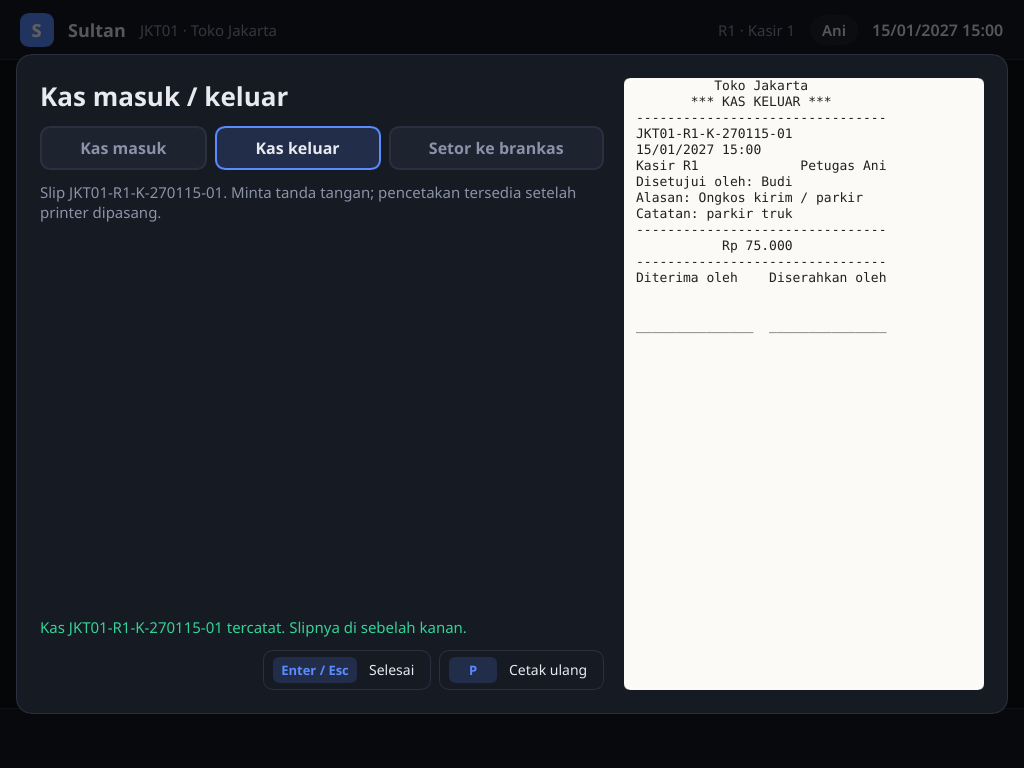 S Sultan JKT01 · Toko Jakarta R1 · Kasir 1 Ani 15/01/2027 15:00
Kas masuk / keluar
Kas masuk Kas keluar Setor ke brankas
Slip JKT01-R1-K-270115-01. Minta tanda tangan; pencetakan tersedia setelah
printer dipasang.
Kas JKT01-R1-K-270115-01 tercatat. Slipnya di sebelah kanan.
Enter / Esc Selesai P Cetak ulang
Toko Jakarta
*** KAS KELUAR ***
--------------------------------
JKT01-R1-K-270115-01
15/01/2027 15:00
Kasir R1 Petugas Ani
Disetujui oleh: Budi
Alasan: Ongkos kirim / parkir
Catatan: parkir truk
--------------------------------
Rp 75.000
--------------------------------
Diterima oleh Diserahkan oleh
_______________ _______________